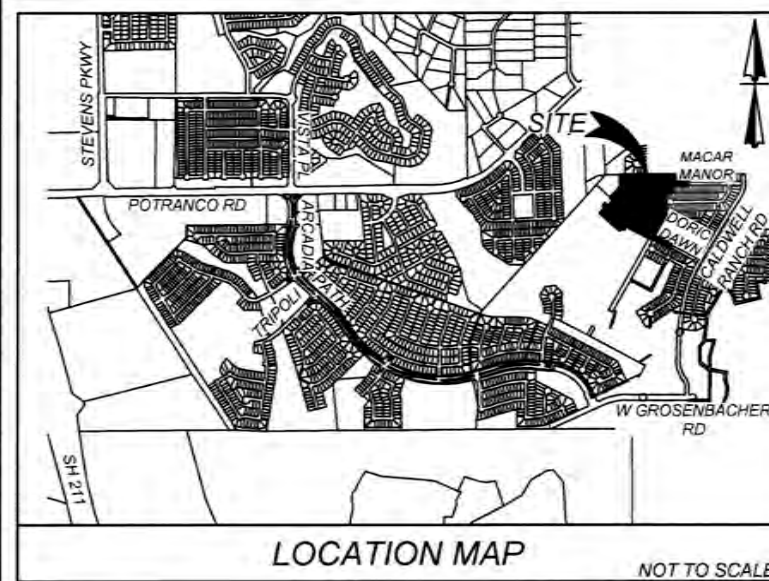 STEVENS PKWY
VISTA PL
SITE
MACAR
MANOR
POTRANCO RD
ARCADIA PATH
DORIC
DAWN
CALDWELL
RANCH RD
TRIPOLI
W GROSENBACHER
RD
SH 211
LOCATION MAP
NOT TO SCALE